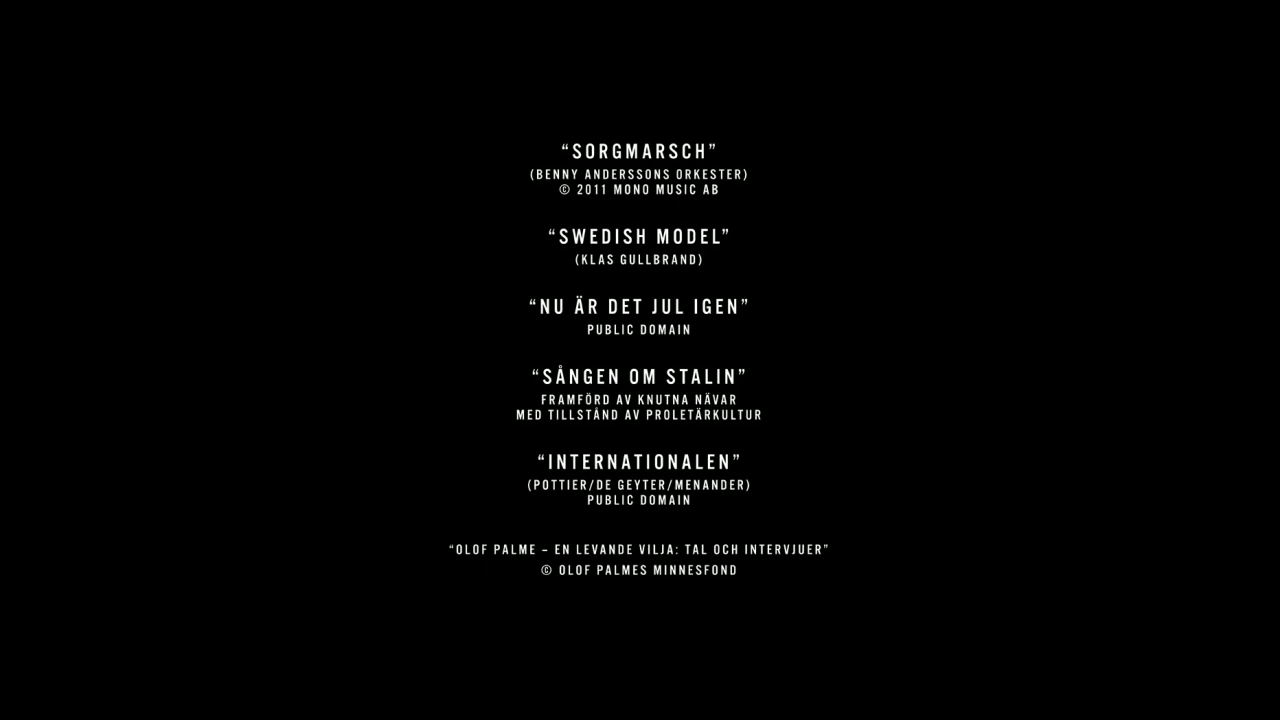 “SORGMARSCH”
(BENNY ANDERSSONS ORKESTER)
© 2011 MONO MUSIC AB
“SWEDISH MODEL”
(KLAS GULLBRAND)
“NU ÄR DET JUL IGEN”
PUBLIC DOMAIN
“SÅNGEN OM STALIN”
FRAMFÖRD AV KNUTNA NÄVAR
MED TILLSTÅND AV PROLETÄRKULTUR
“INTERNATIONALEN”
(POTTIER/DE GEYTER/MENANDER)
PUBLIC DOMAIN
“OLOF PALME – EN LEVANDE VILJA: TAL OCH INTERVJUER”
© OLOF PALMES MINNESFOND